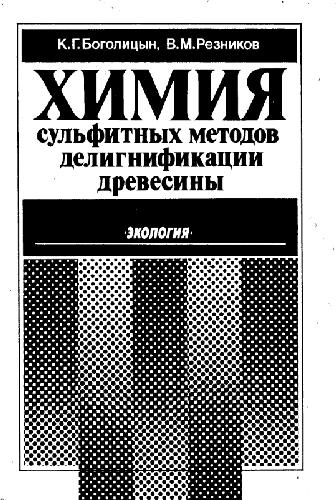 К.Г.Боголицын, В.М.Резников
ХИМИЯ
сульфитных методов
делигнификации
древесины
·ЭКОЛОГИЯ·